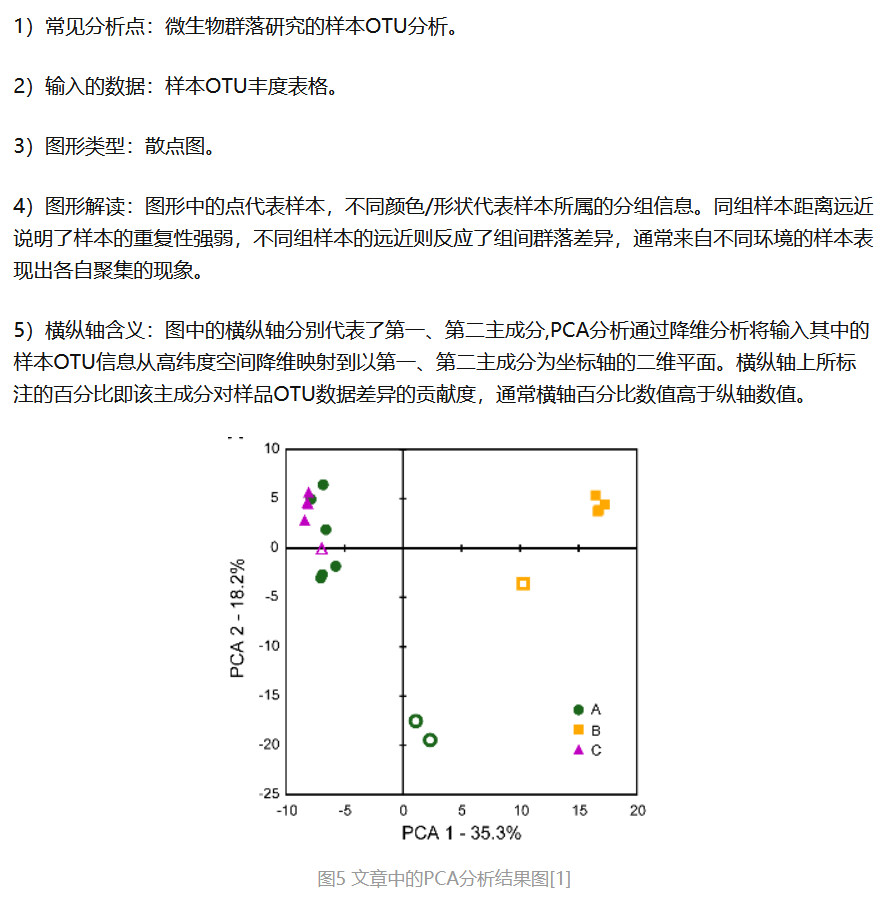 1）常见分析点：微生物群落研究的样本OTU分析。
2）输入的数据：样本OTU丰度表格。
3）图形类型：散点图。
4）图形解读：图形中的点代表样本，不同颜色/形状代表样本所属的分组信息。同组样本距离远近
说明了样本的重复性强弱，不同组样本的远近则反应了组间群落差异，通常来自不同环境的样本表
现出各自聚集的现象。
5）横纵轴含义：图中的横纵轴分别代表了第一、第二主成分,PCA分析通过降维分析将输入其中的
样本OTU信息从高纬度空间降维映射到以第一、第二主成分为坐标轴的二维平面。横纵轴上所标
注的百分比即该主成分对样品OTU数据差异的贡献度，通常横轴百分比数值高于纵轴数值。
10
5
0
-5
-10
-15
-20
-25
PCA 2 - 18.2%
A
B
C
-10 -5 0 5 10 15 20
PCA 1 - 35.3%
图5 文章中的PCA分析结果图[1]